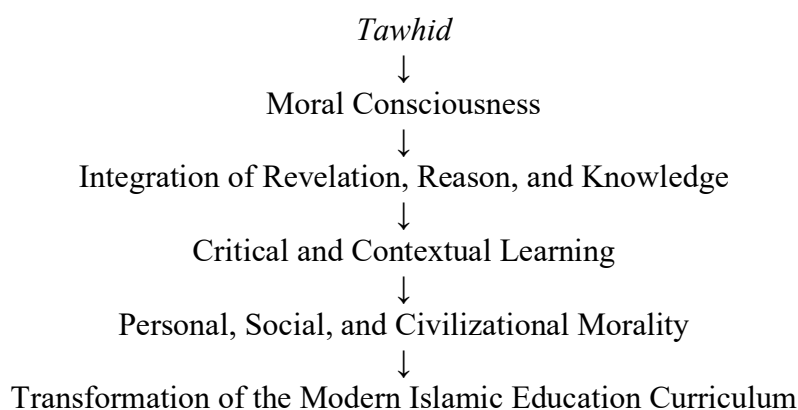 Tawhid
↓
Moral Consciousness
↓
Integration of Revelation, Reason, and Knowledge
↓
Critical and Contextual Learning
↓
Personal, Social, and Civilizational Morality
↓
Transformation of the Modern Islamic Education Curriculum